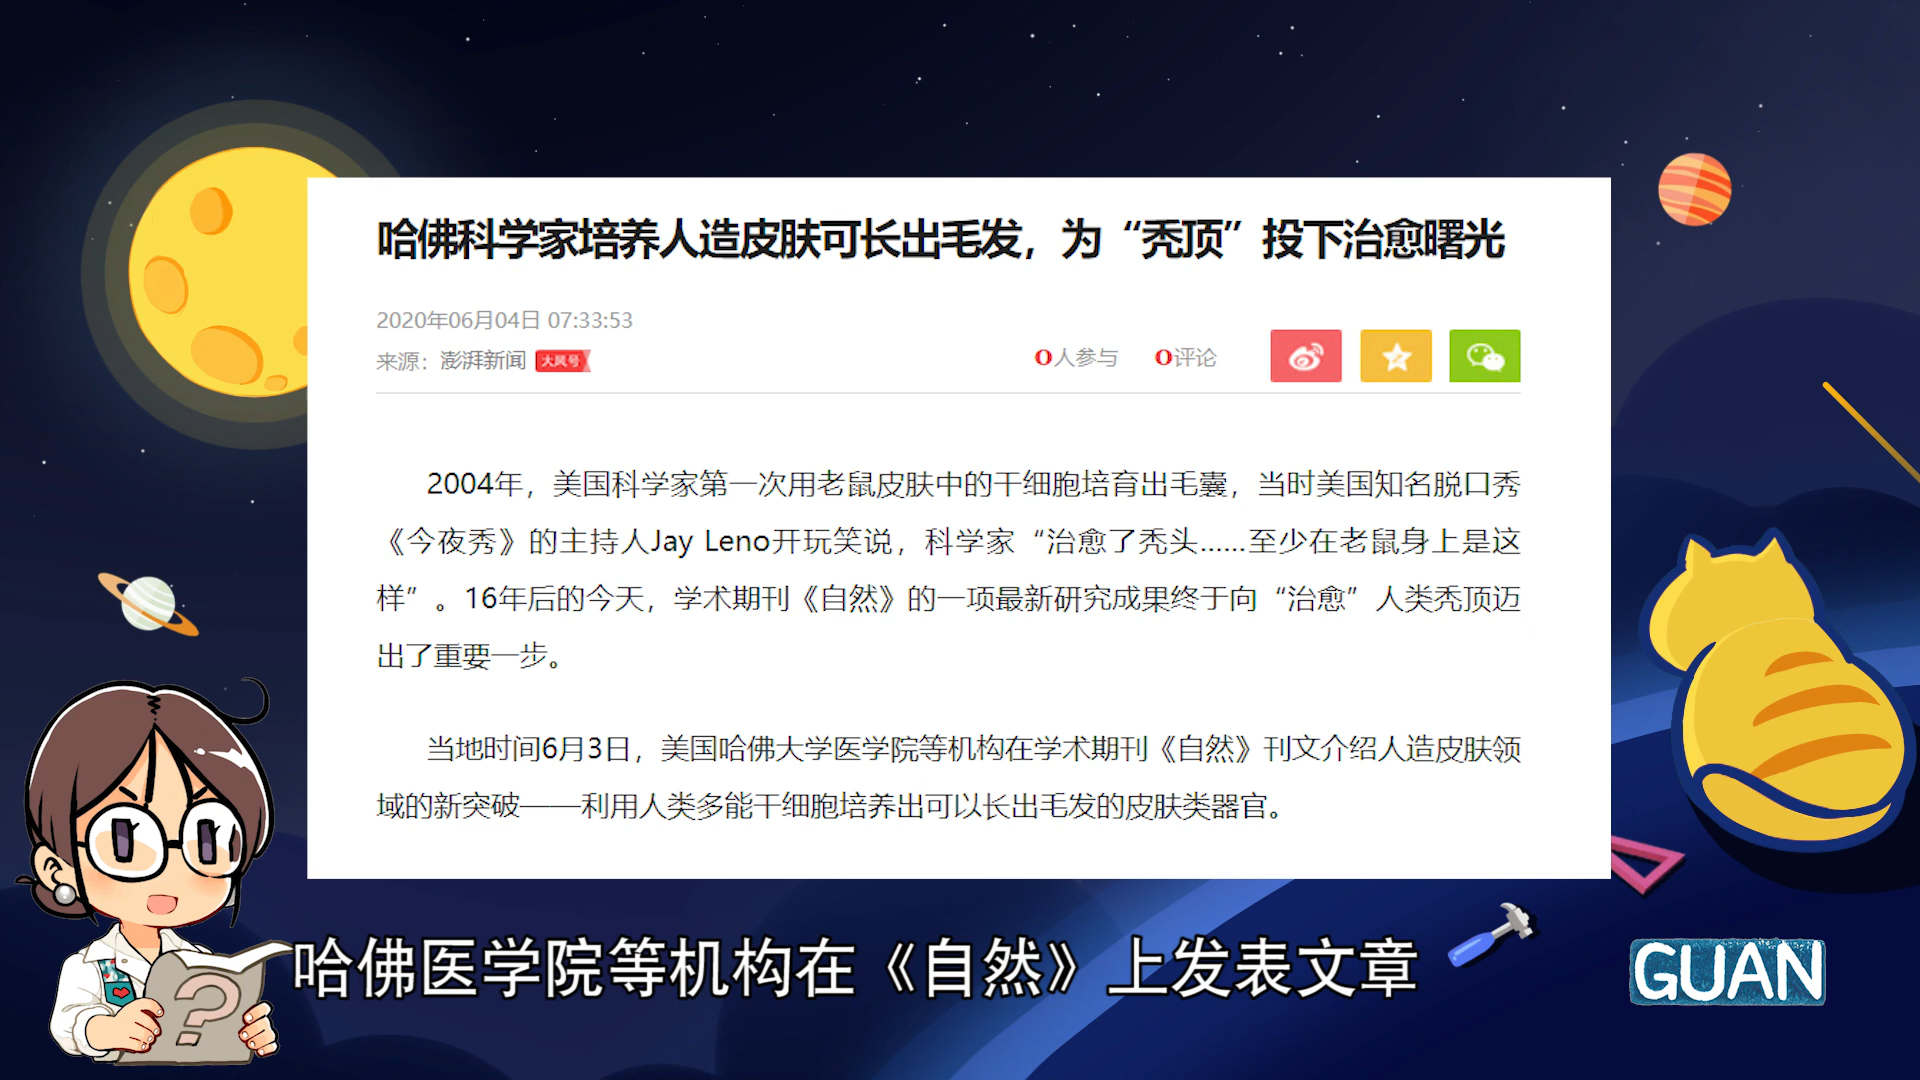 哈佛科学家培养人造皮肤可长出毛发，为“秃顶”投下治愈曙光
2020年06月04日 07:33:53
来源：澎湃新闻 大风号
0人参与 0评论
2004年，美国科学家第一次用老鼠皮肤中的干细胞培育出毛囊，当时美国知名脱口秀
《今夜秀》的主持人Jay Leno开玩笑说，科学家“治愈了秃头……至少在老鼠身上是这
样”。16年后的今天，学术期刊《自然》的一项最新研究成果终于向“治愈”人类秃顶迈
出了重要一步。
当地时间6月3日，美国哈佛大学医学院等机构在学术期刊《自然》刊文介绍人造皮肤领
域的新突破——利用人类多能干细胞培养出可以长出毛发的皮肤类器官。
?
哈佛医学院等机构在《自然》上发表文章
GUAN